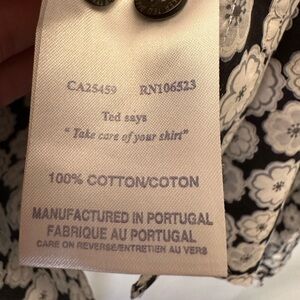 CA25459 RN106523
Ted says
"Take care of your shirt"
100% COTTON/COTON
MANUFACTURED IN PORTUGAL
FABRIQUE AU PORTUGAL
CARE ON REVERSE/ENTRETIEN AU VERS